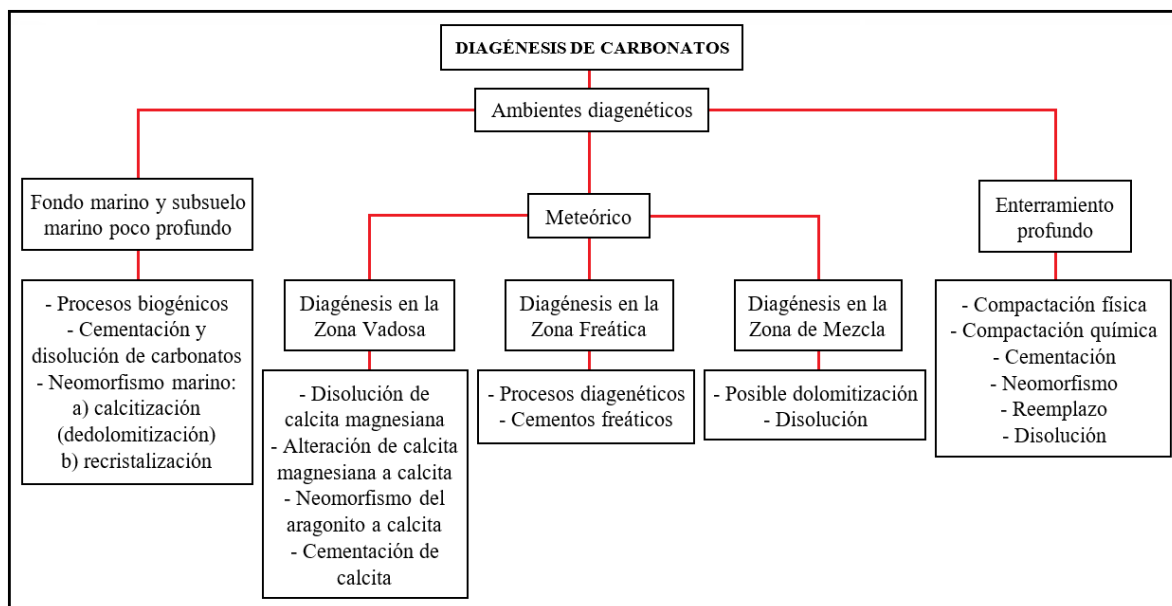 DIAGÉNESIS DE CARBONATOS
Ambientes diagenéticos
Fondo marino y subsuelo
marino poco profundo
- Procesos biogénicos
- Cementación y
disolución de carbonatos
- Neomorfismo marino:
a) calcitización
(dedolomitización)
b) recristalización
Meteórico
Diagénesis en la
Zona Vadosa
- Disolución de
calcita magnesiana
- Alteración de calcita
magnesiana a calcita
- Neomorfismo del
aragonito a calcita
- Cementación de
calcita
Diagénesis en la
Zona Freática
- Procesos diagenéticos
- Cementos freáticos
Diagénesis en la
Zona de Mezcla
- Posible dolomitización
- Disolución
Enterramiento
profundo
- Compactación física
- Compactación química
- Cementación
- Neomorfismo
- Reemplazo
- Disolución